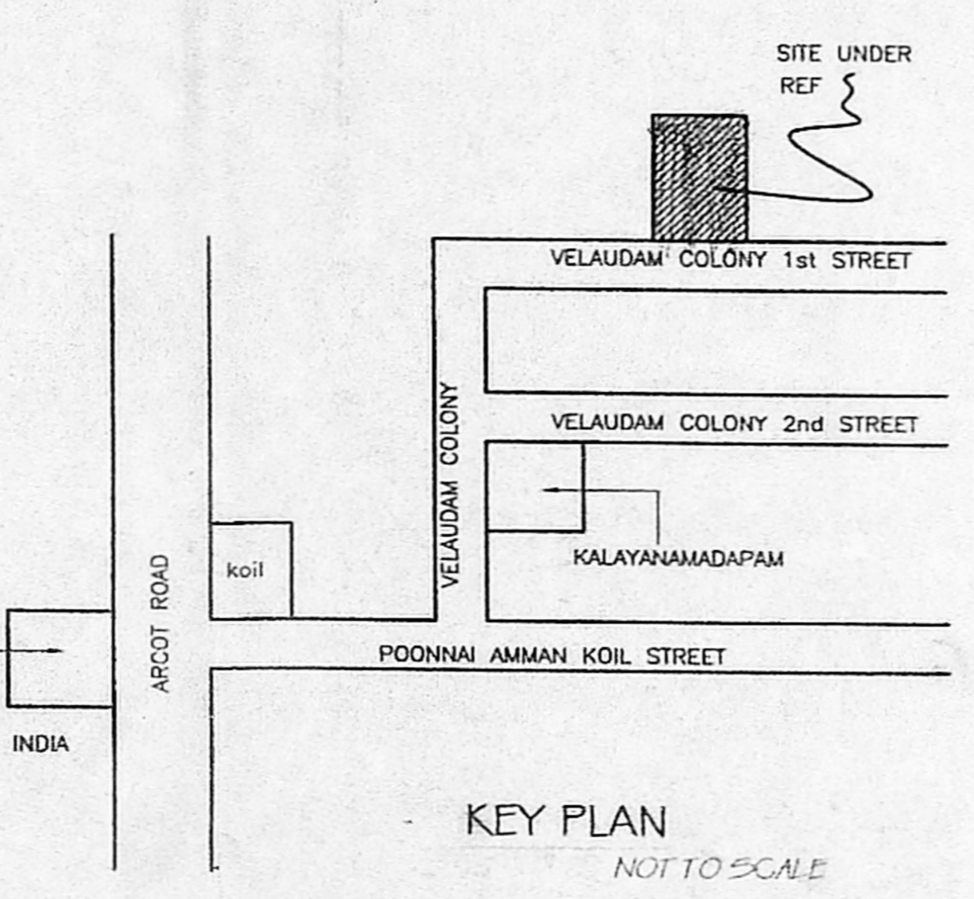 SITE UNDER
REF
VELAUDAM COLONY 1st STREET
VELAUDAM COLONY
VELAUDAM COLONY 2nd STREET
KALAYANAMADAPAM
koil
ARCOT ROAD
POONNAI AMMAN KOIL STREET
INDIA
KEY PLAN
NOT TO SCALE